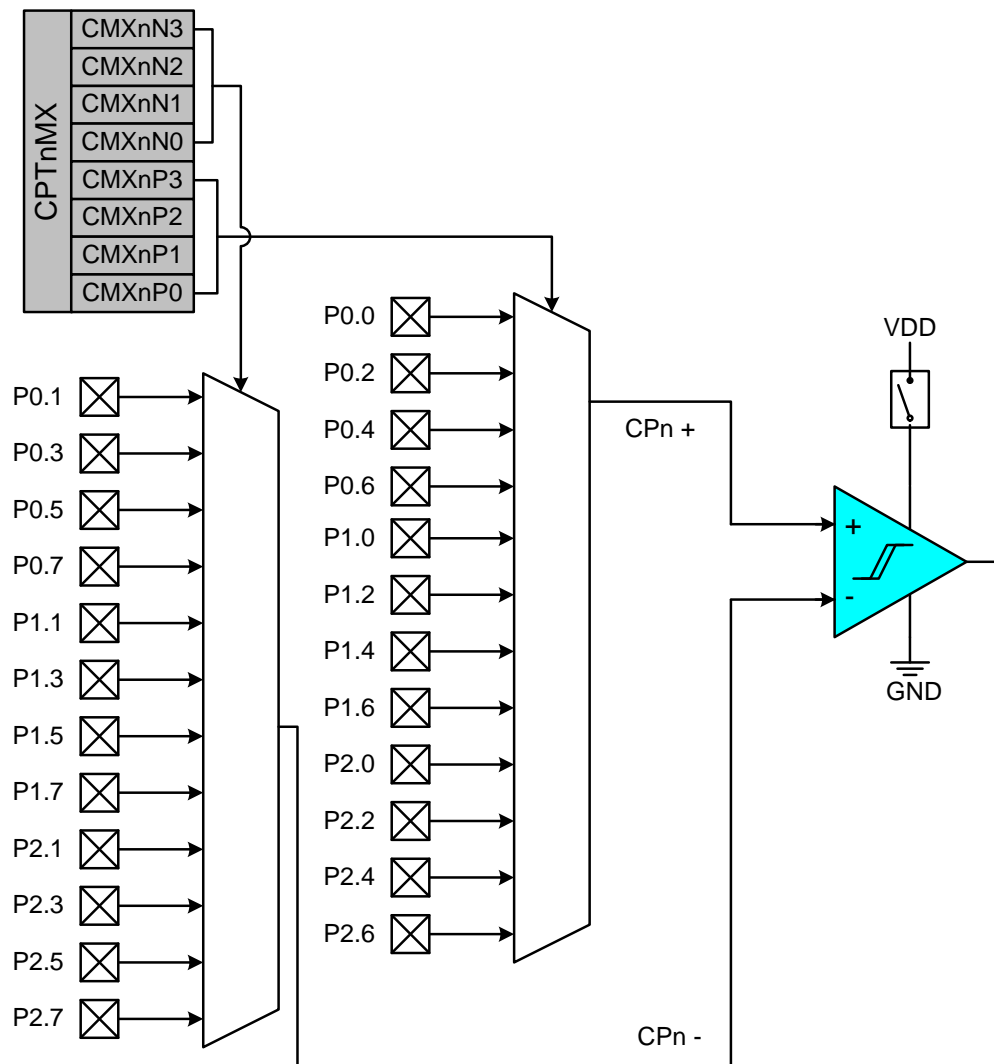 CPTnMX
CMXnN3
CMXnN2
CMXnN1
CMXnN0
CMXnP3
CMXnP2
CMXnP1
CMXnP0
P0.1
P0.3
P0.5
P0.7
P1.1
P1.3
P1.5
P1.7
P2.1
P2.3
P2.5
P2.7
P0.0
P0.2
P0.4
P0.6
P1.0
P1.2
P1.4
P1.6
P2.0
P2.2
P2.4
P2.6
CPn +
CPn -
VDD
+
-
GND